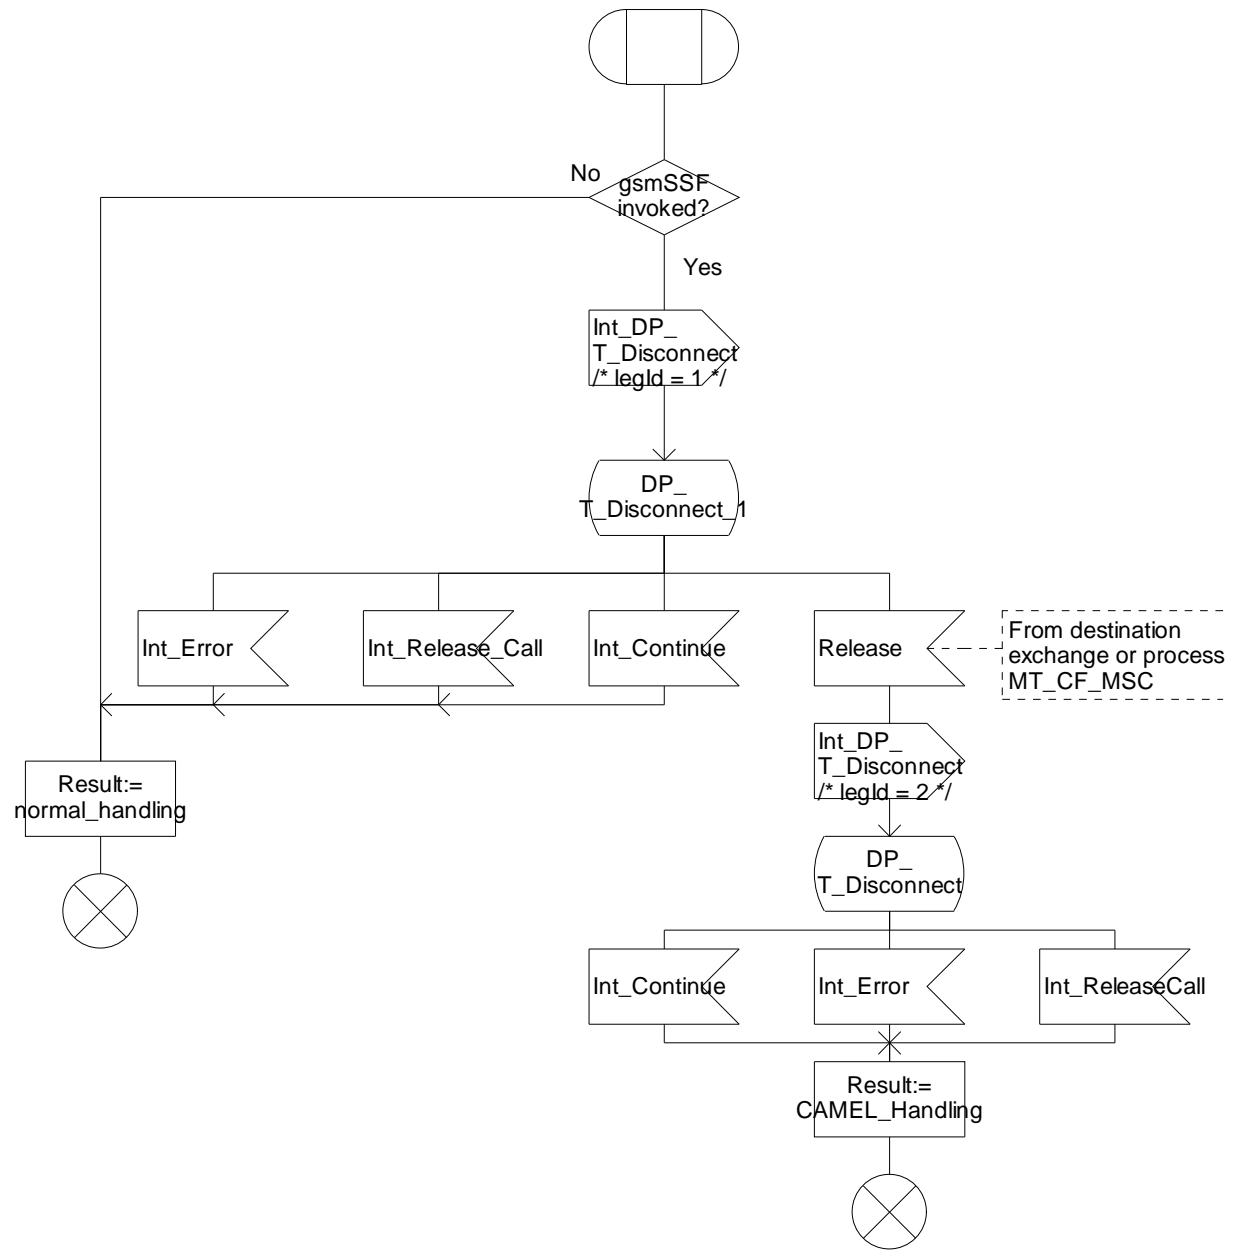 No
gsmSSF
invoked?
Yes
Int_DP_
T_Disconnect
/* legId = 1 */
DP_
T_Disconnect_1
Int_Error
Int_Release_Call
Int_Continue
Release
From destination
exchange or process
MT_CF_MSC
Int_DP_
T_Disconnect
/* legId = 2 */
Result:=
normal_handling
DP_
T_Disconnect
Int_Continue
Int_Error
Int_ReleaseCall
Result:=
CAMEL_Handling